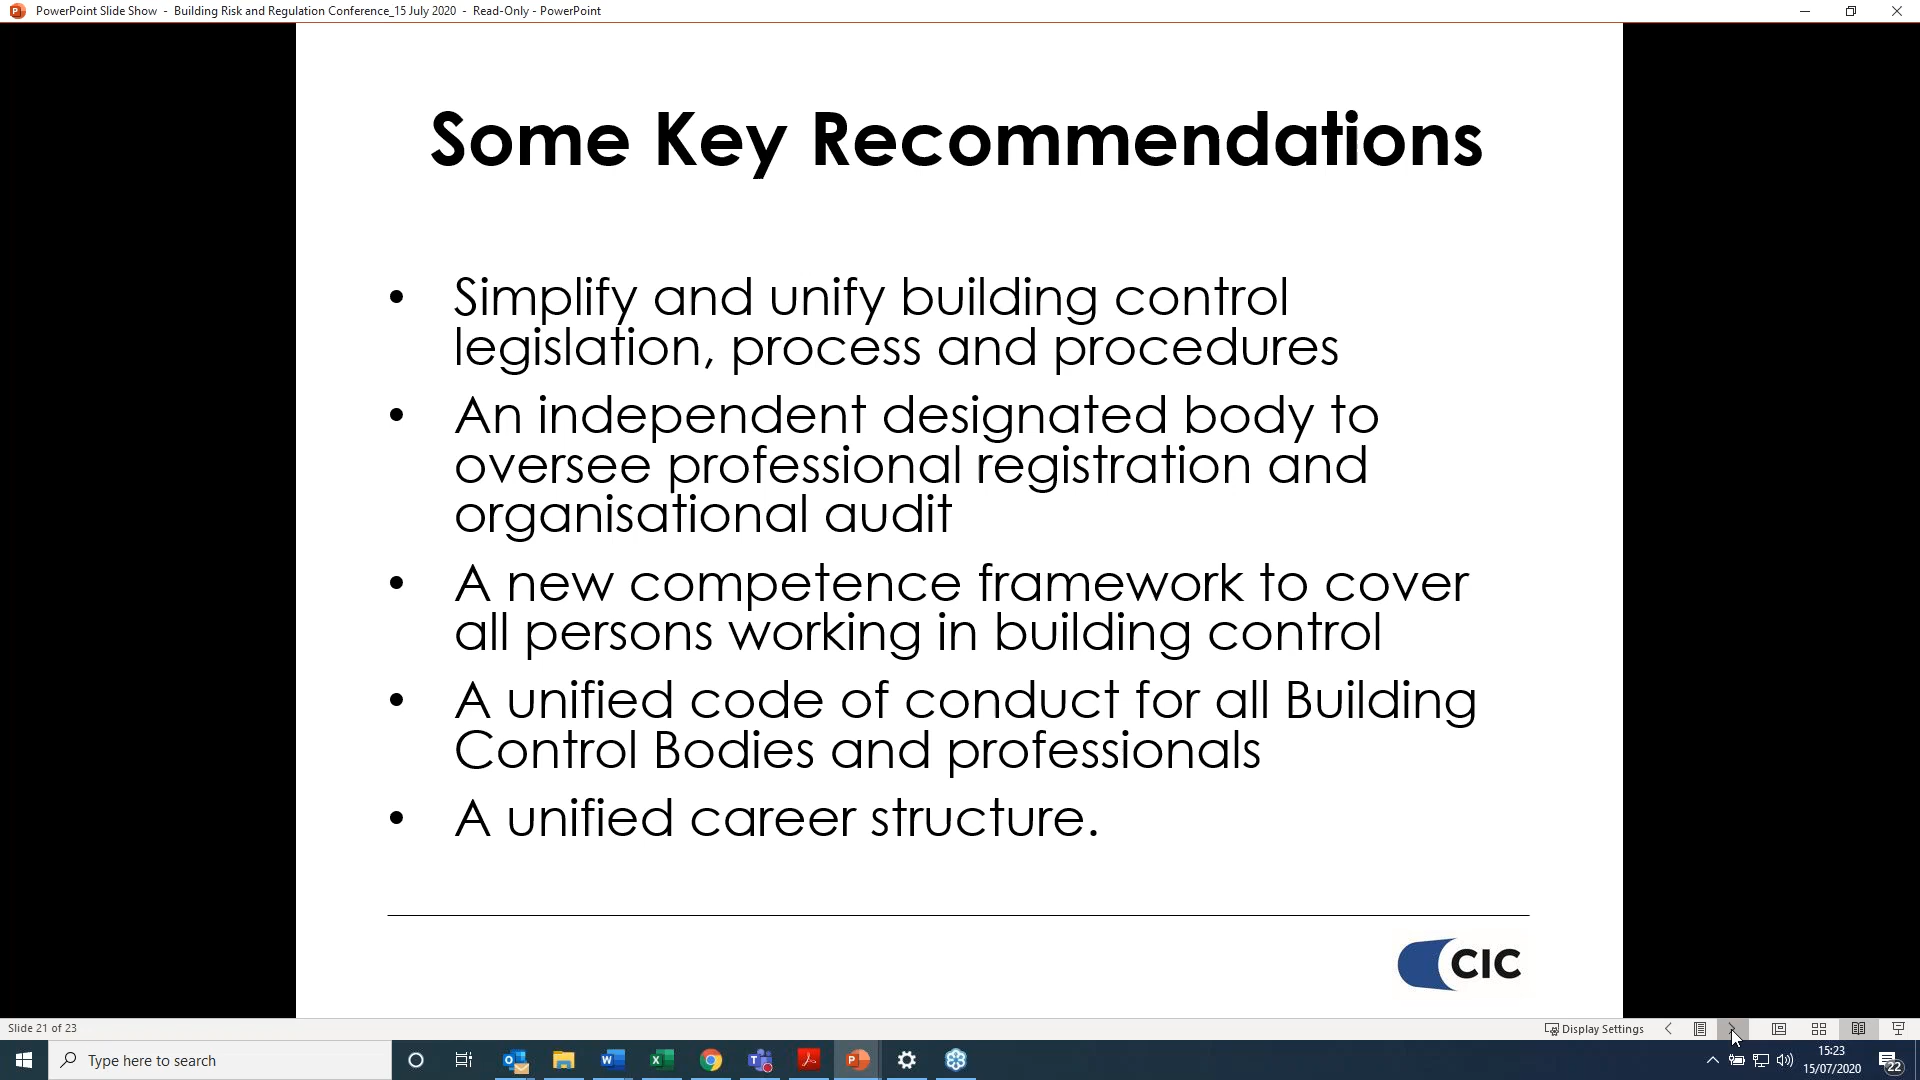 PowerPoint Slide Show - Building Risk and Regulation Conference_15 July 2020 - Read-Only - PowerPoint
Some Key Recommendations
• Simplify and unify building control
legislation, process and procedures
• An independent designated body to
oversee professional registration and
organisational audit
• A new competence framework to cover
all persons working in building control
• A unified code of conduct for all Building
Control Bodies and professionals
• A unified career structure.
CIC
Slide 21 of 23
Display Settings
Type here to search
15:23
15/07/2020
22